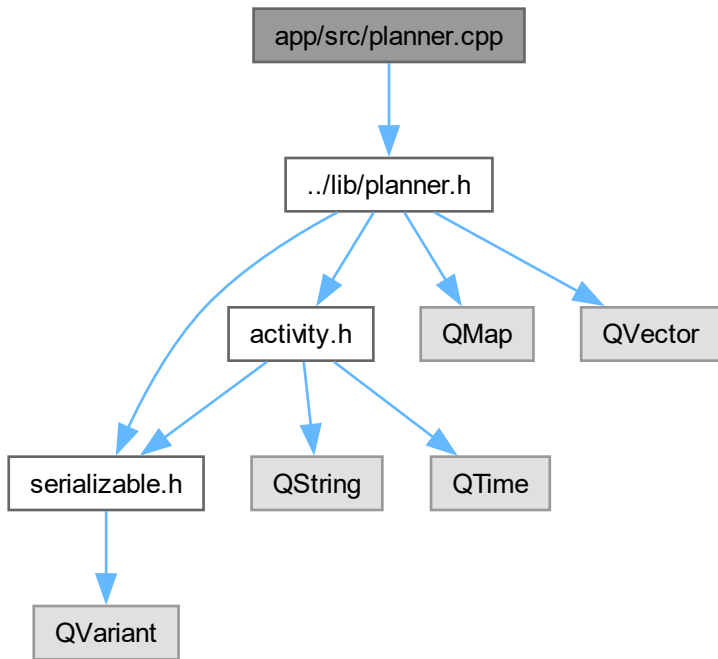 app/src/planner.cpp
../lib/planner.h
activity.h
QMap
QVector
serializable.h
QString
QTime
QVariant